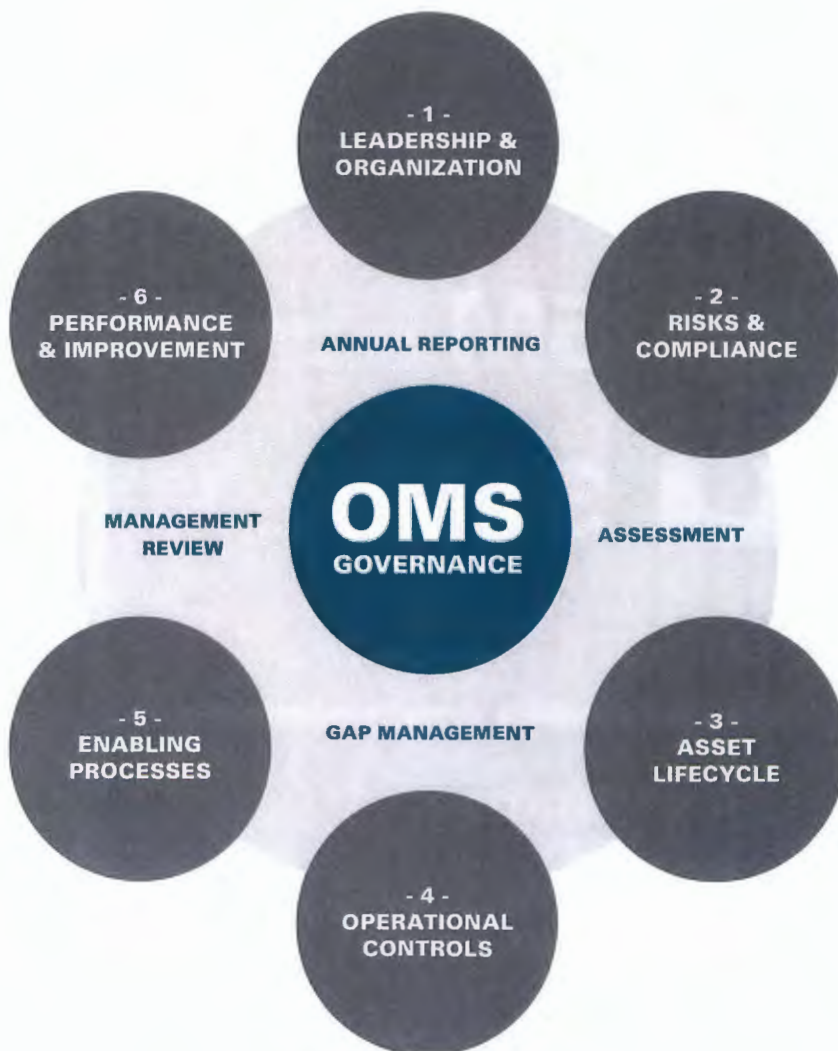 - 1 -
LEADERSHIP &
ORGANIZATION
- 2 -
RISKS &
COMPLIANCE
- 3 -
ASSET
LIFECYCLE
- 4 -
OPERATIONAL
CONTROLS
- 5 -
ENABLING
PROCESSES
- 6 -
PERFORMANCE
& IMPROVEMENT
ANNUAL REPORTING
ASSESSMENT
GAP MANAGEMENT
MANAGEMENT
REVIEW
OMS
GOVERNANCE